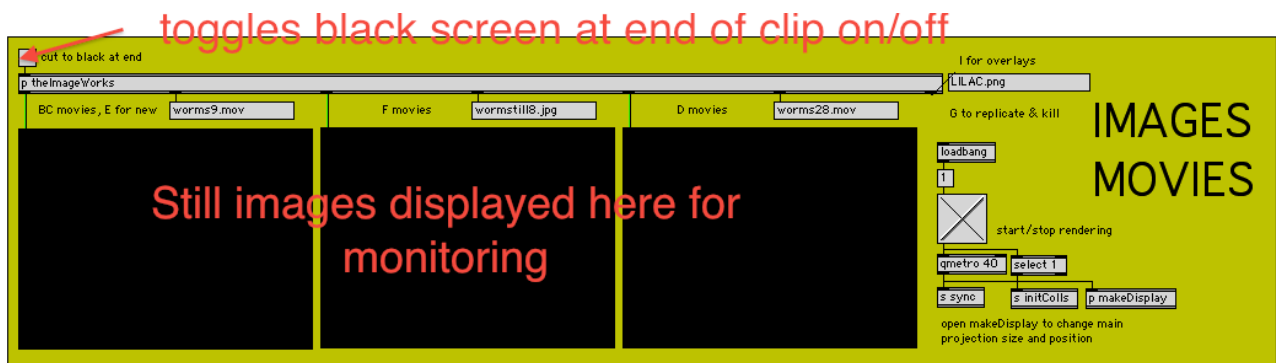 toggles black screen at end of clip on/off
cut to black at end
I for overlays
p theImageWorks
LILAC.png
BC movies, E for new
worms9.mov
F movies
wormstill8.jpg
D movies
worms28.mov
G to replicate & kill
IMAGES
MOVIES
loadbang
1
Still images displayed here for
monitoring
start/stop rendering
qmetro 40
select 1
s sync
s initColls
p makeDisplay
open makeDisplay to change main
projection size and position